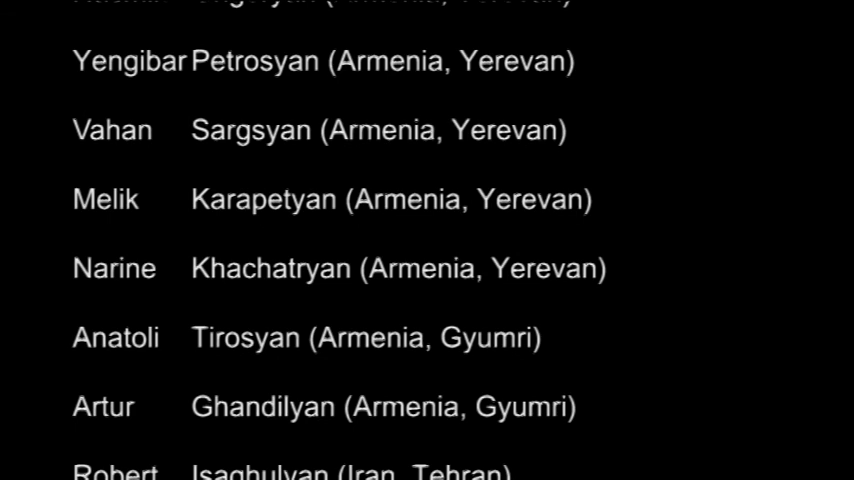 Yengibar Petrosyan (Armenia, Yerevan)
Vahan Sargsyan (Armenia, Yerevan)
Melik Karapetyan (Armenia, Yerevan)
Narine Khachatryan (Armenia, Yerevan)
Anatoli Tirosyan (Armenia, Gyumri)
Artur Ghandilyan (Armenia, Gyumri)
Robert Isaghulyan (Iran, Tehran)